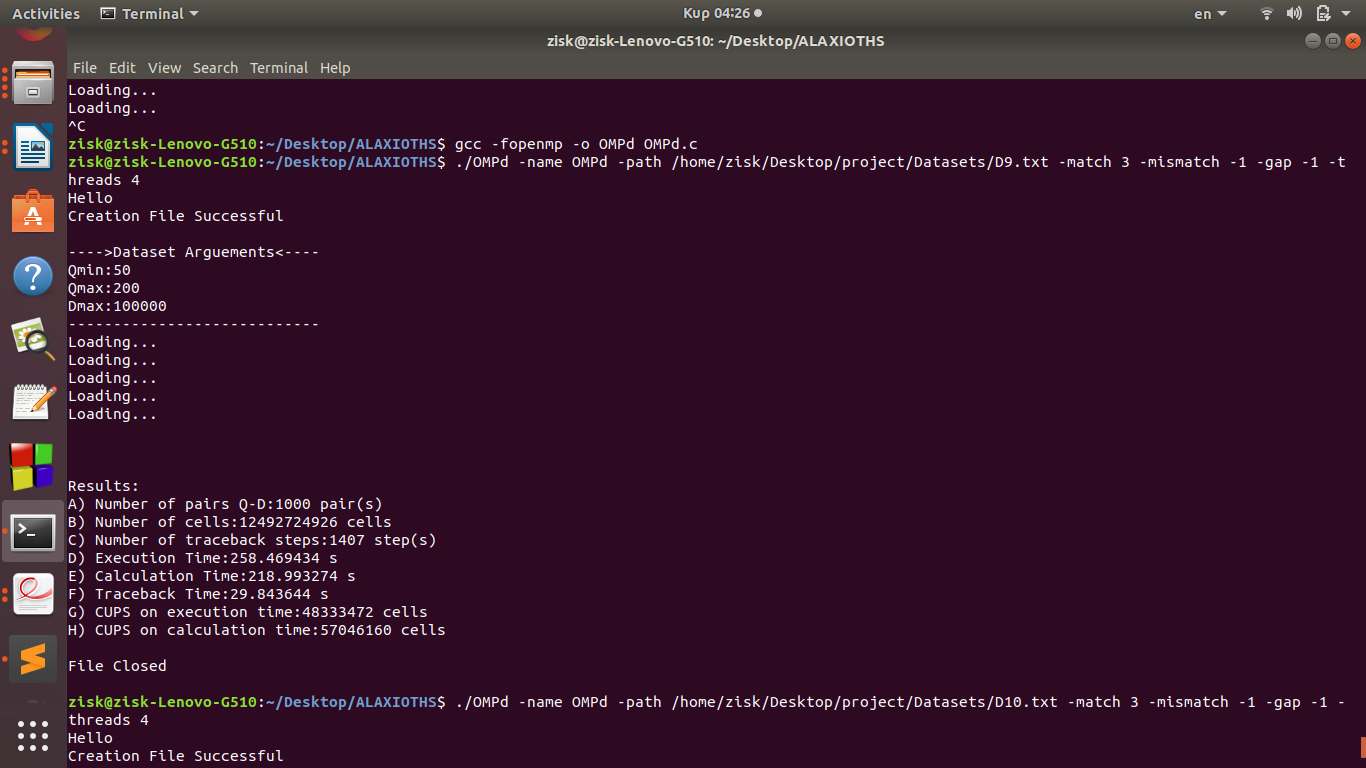 Activities Terminal Κυρ 04:26 en
zisk@zisk-Lenovo-G510: ~/Desktop/ALAXIOTHS
File Edit View Search Terminal Help
Loading...
Loading...
^C
zisk@zisk-Lenovo-G510:~/Desktop/ALAXIOTHS$ gcc -fopenmp -o OMPd OMPd.c
zisk@zisk-Lenovo-G510:~/Desktop/ALAXIOTHS$ ./OMPd -name OMPd -path /home/zisk/Desktop/project/Datasets/D9.txt -match 3 -mismatch -1 -gap -1 -t
hreads 4
Hello
Creation File Successful
---->Dataset Arguements<----
Qmin:50
Qmax:200
Dmax:100000
----------------------------
Loading...
Loading...
Loading...
Loading...
Loading...
Results:
A) Number of pairs Q-D:1000 pair(s)
B) Number of cells:12492724926 cells
C) Number of traceback steps:1407 step(s)
D) Execution Time:258.469434 s
E) Calculation Time:218.993274 s
F) Traceback Time:29.843644 s
G) CUPS on execution time:48333472 cells
H) CUPS on calculation time:57046160 cells
File Closed
zisk@zisk-Lenovo-G510:~/Desktop/ALAXIOTHS$ ./OMPd -name OMPd -path /home/zisk/Desktop/project/Datasets/D10.txt -match 3 -mismatch -1 -gap -1 -
threads 4
Hello
Creation File Successful